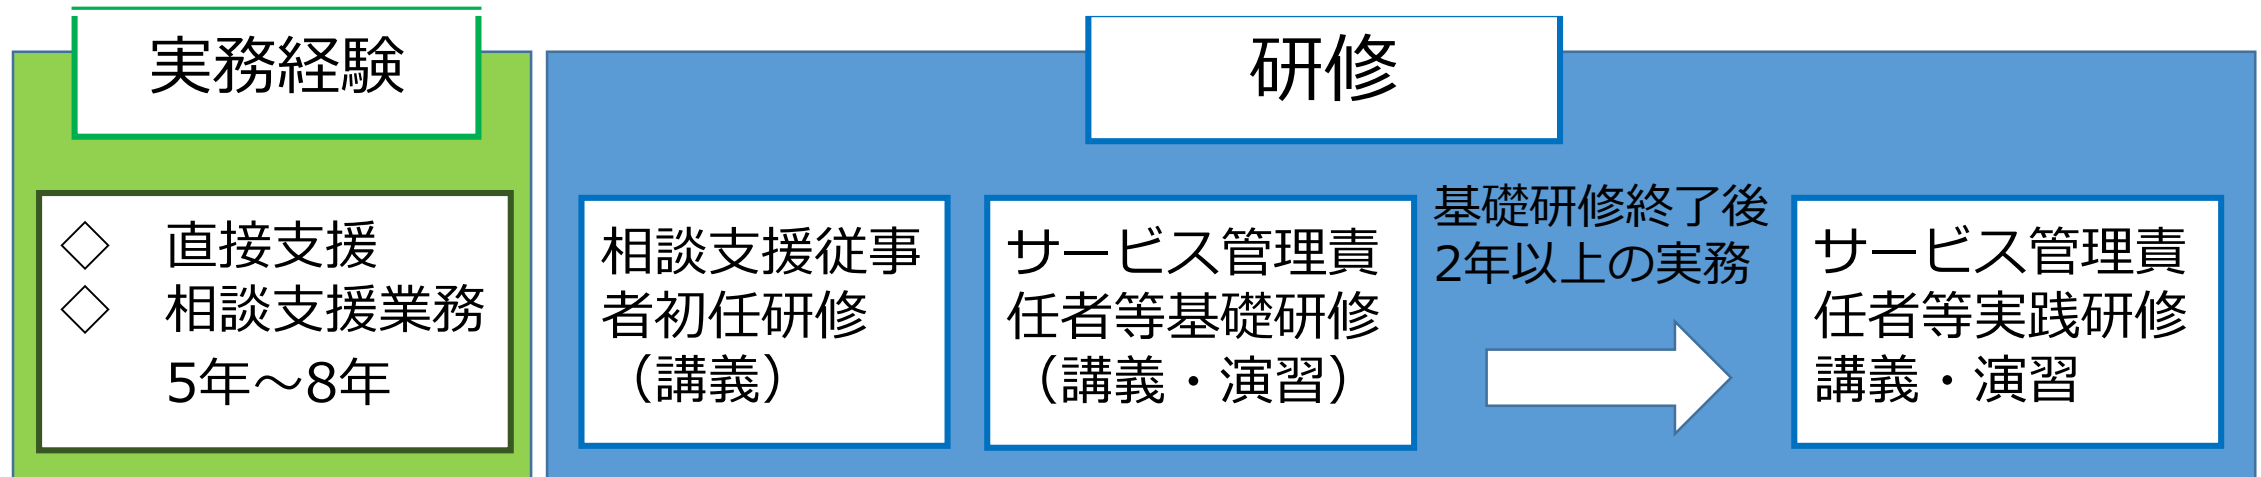 実務経験
◇　直接支援
◇　相談支援業務
5年～8年
研修
相談支援従事
者初任研修
（講義）
サービス管理責
任者等基礎研修
（講義・演習）
基礎研修終了後
2年以上の実務
サービス管理責
任者等実践研修
講義・演習